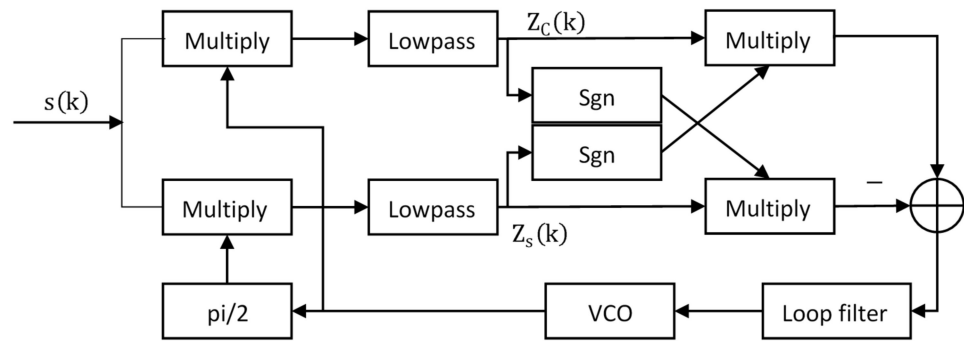 Z_C(k)
Multiply
Lowpass
Multiply
s(k)
Sgn
Sgn
Multiply
Lowpass
Multiply
−
Z_s(k)
pi/2
VCO
Loop filter